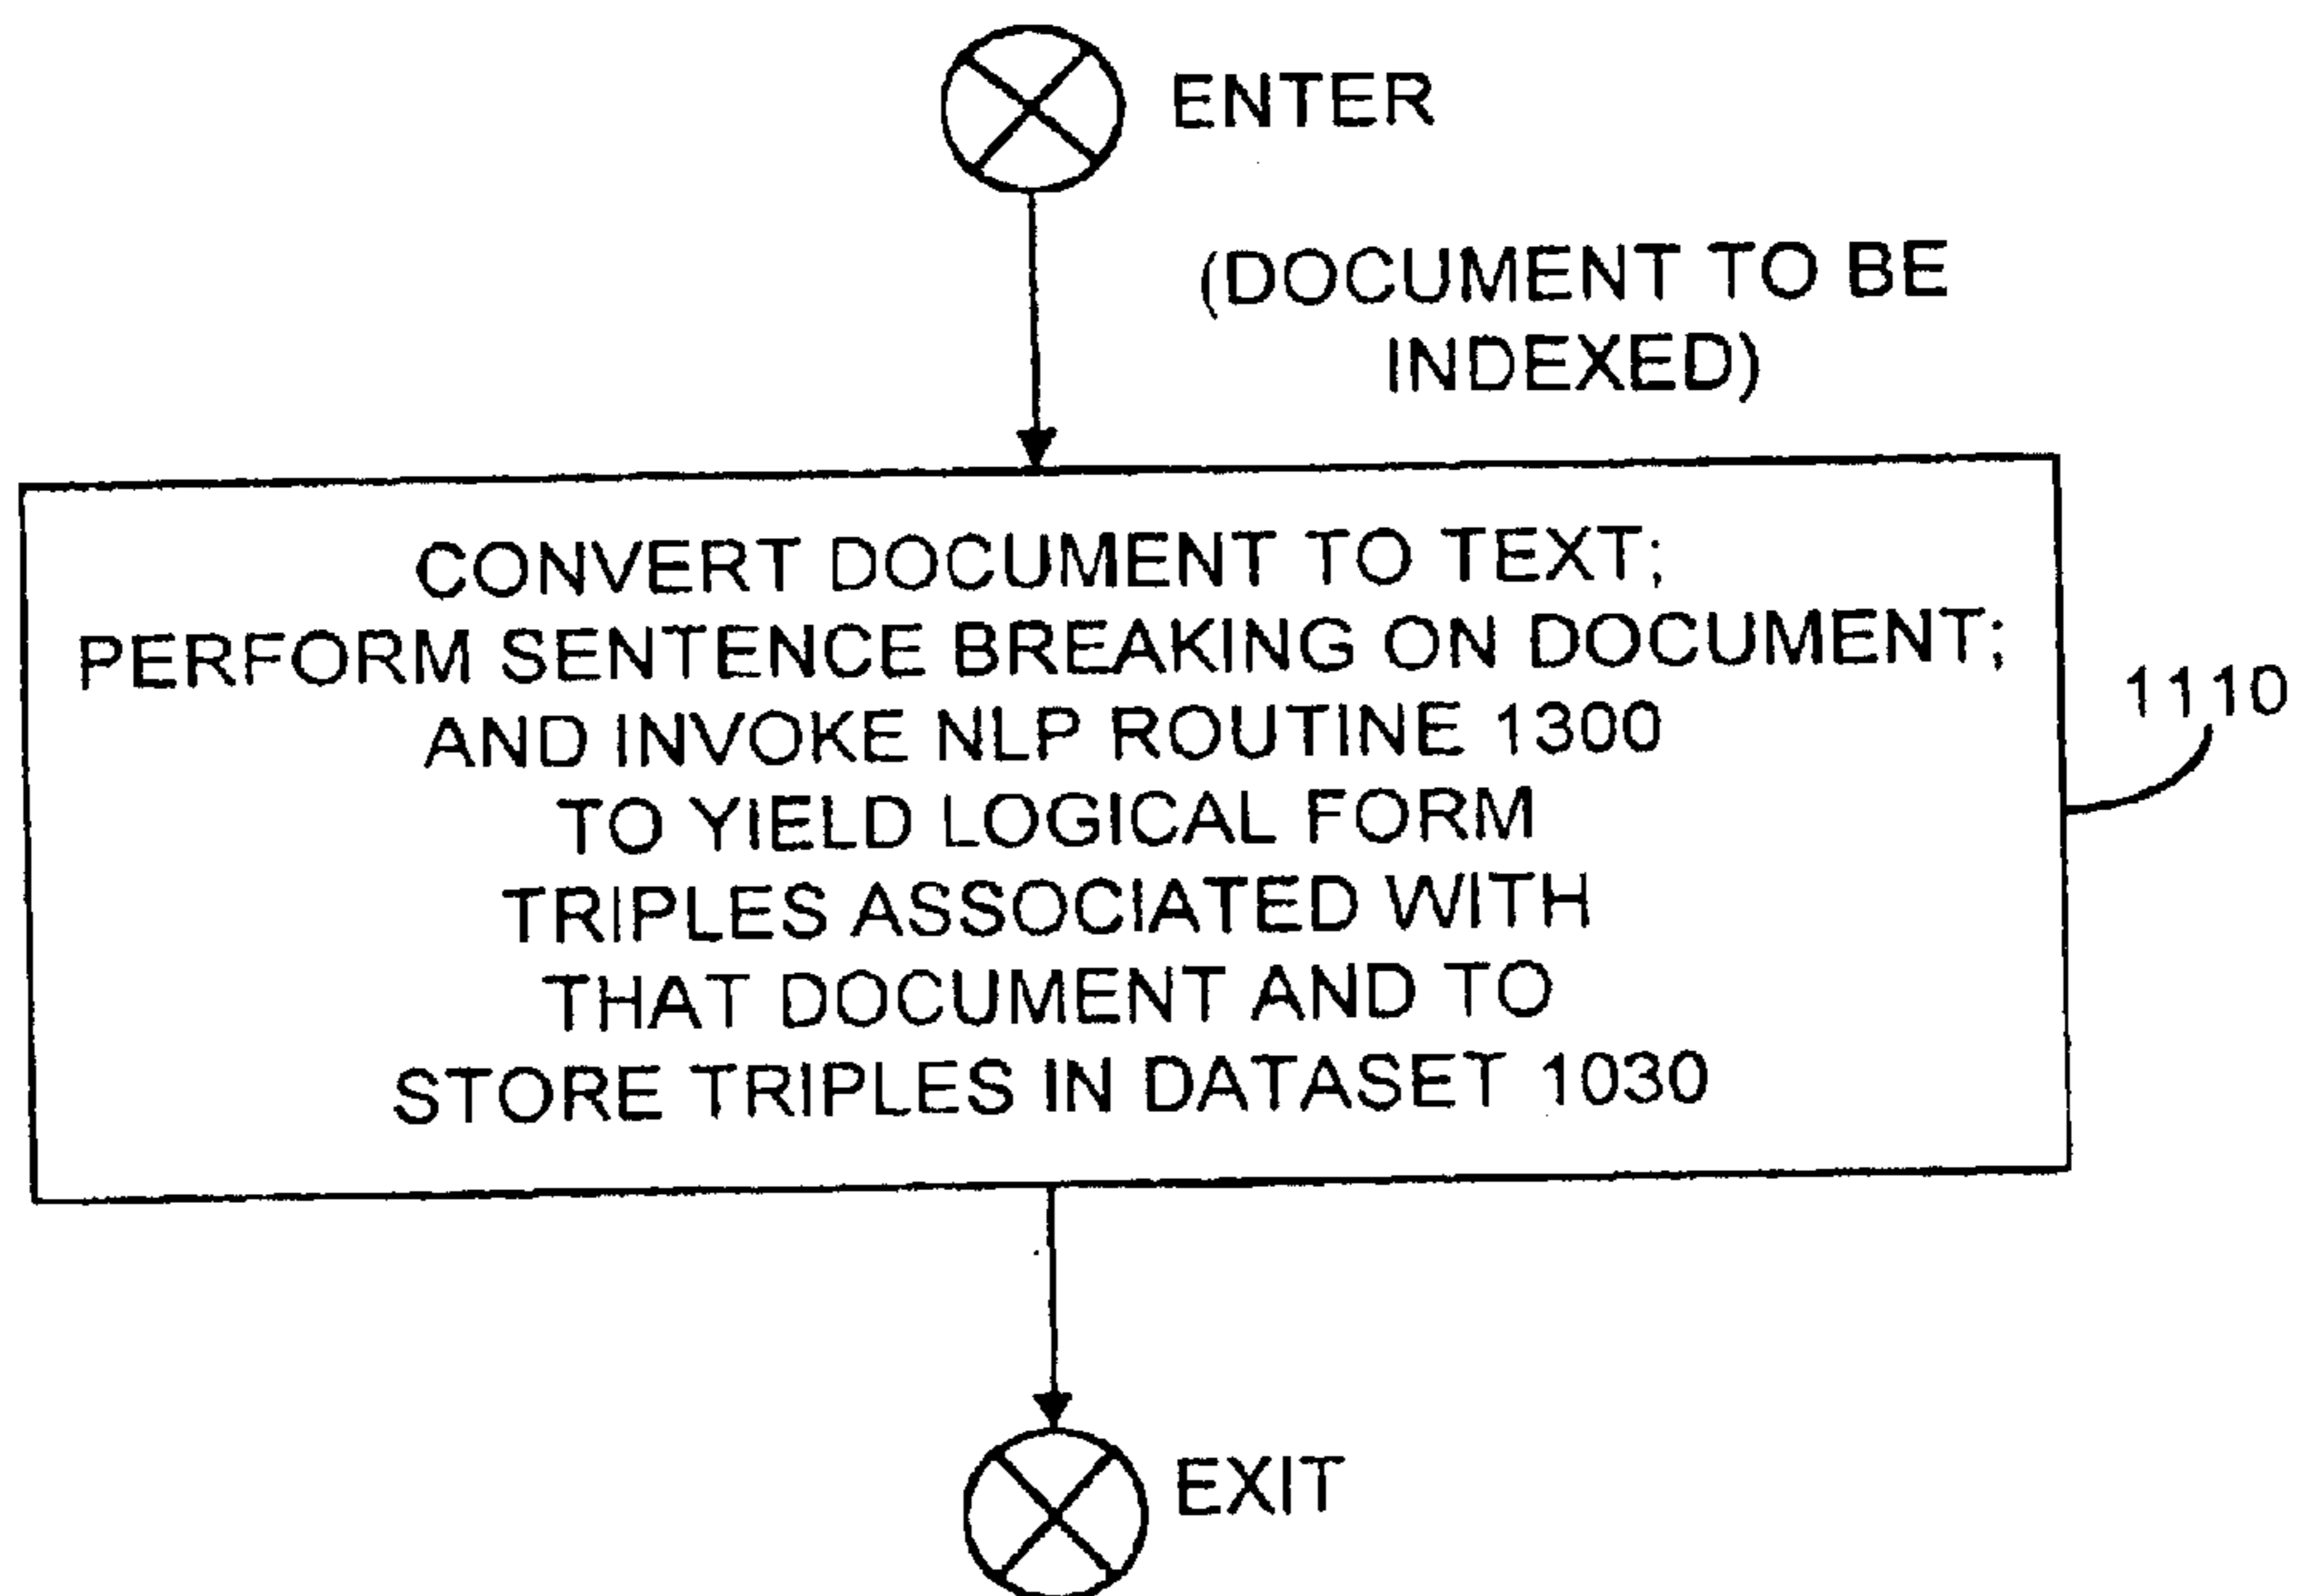 ENTER
(DOCUMENT TO BE
INDEXED)
CONVERT DOCUMENT TO TEXT;
PERFORM SENTENCE BREAKING ON DOCUMENT;
AND INVOKE NLP ROUTINE 1300
TO YIELD LOGICAL FORM
TRIPLES ASSOCIATED WITH
THAT DOCUMENT AND TO
STORE TRIPLES IN DATASET 1030
1110
EXIT